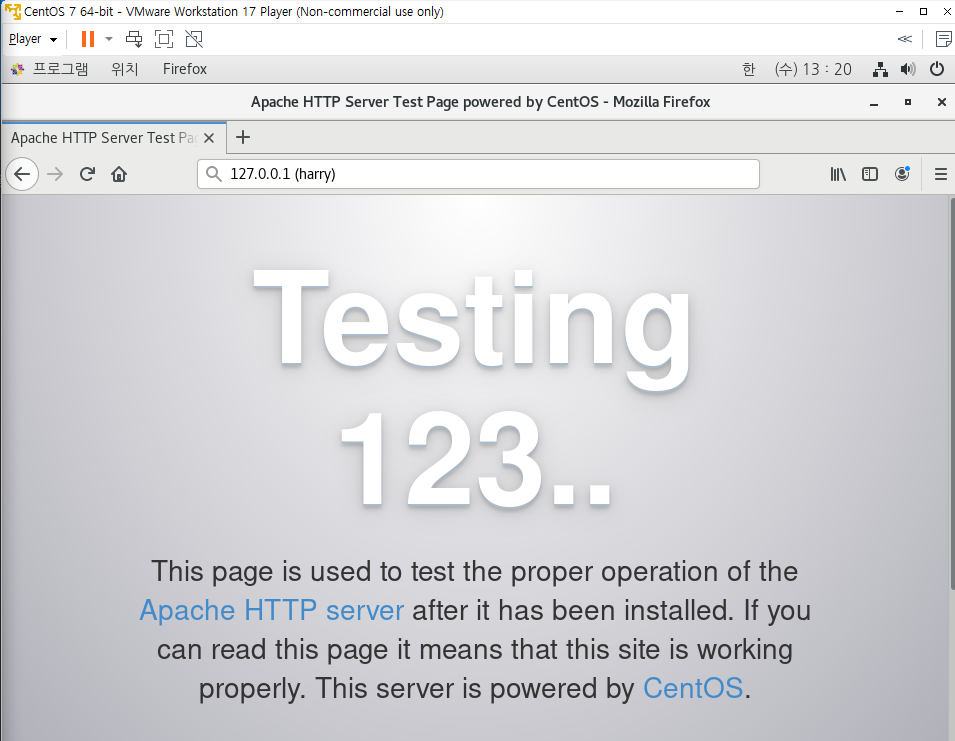 CentOS 7 64-bit - VMware Workstation 17 Player (Non-commercial use only)
Player
프로그램 위치 Firefox 한 (수) 13 : 20
Apache HTTP Server Test Page powered by CentOS - Mozilla Firefox
Apache HTTP Server Test Pa
127.0.0.1 (harry)
Testing
123..
This page is used to test the proper operation of the
Apache HTTP server after it has been installed. If you
can read this page it means that this site is working
properly. This server is powered by CentOS.